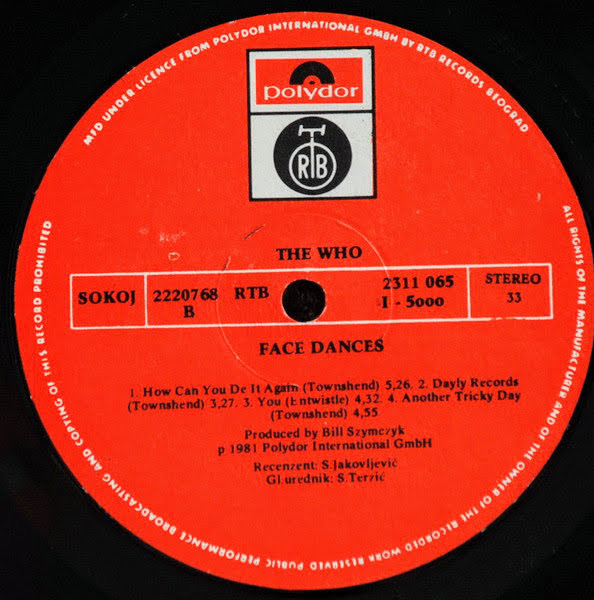 MFD UNDER LICENCE FROM POLYDOR INTERNATIONAL GMBH BY RTB RECORDS BEOGRAD
polydor
RTB
THE WHO
SOKOJ
2220768
B
RTB
2311 065
I - 5000
STEREO
33
FACE DANCES
1. How Can You De It Again (Townshend) 5,26. 2. Dayly Records
(Townshend) 3,27. 3. You (Entwistle) 4,32. 4. Another Tricky Day
(Townshend) 4,55
Produced by Bill Szymczyk
p 1981 Polydor International GmbH
Recenzent: S.Jakovljević
Gl.urednik: S.Terzić
ALL RIGHTS OF THE MANUFACTURER AND OF THE OWNER OF THE RECORDED WORK RESERVED PUBLIC PERFORMANCE BROADCASTING AND COPYING OF THIS RECORD PROHIBITED